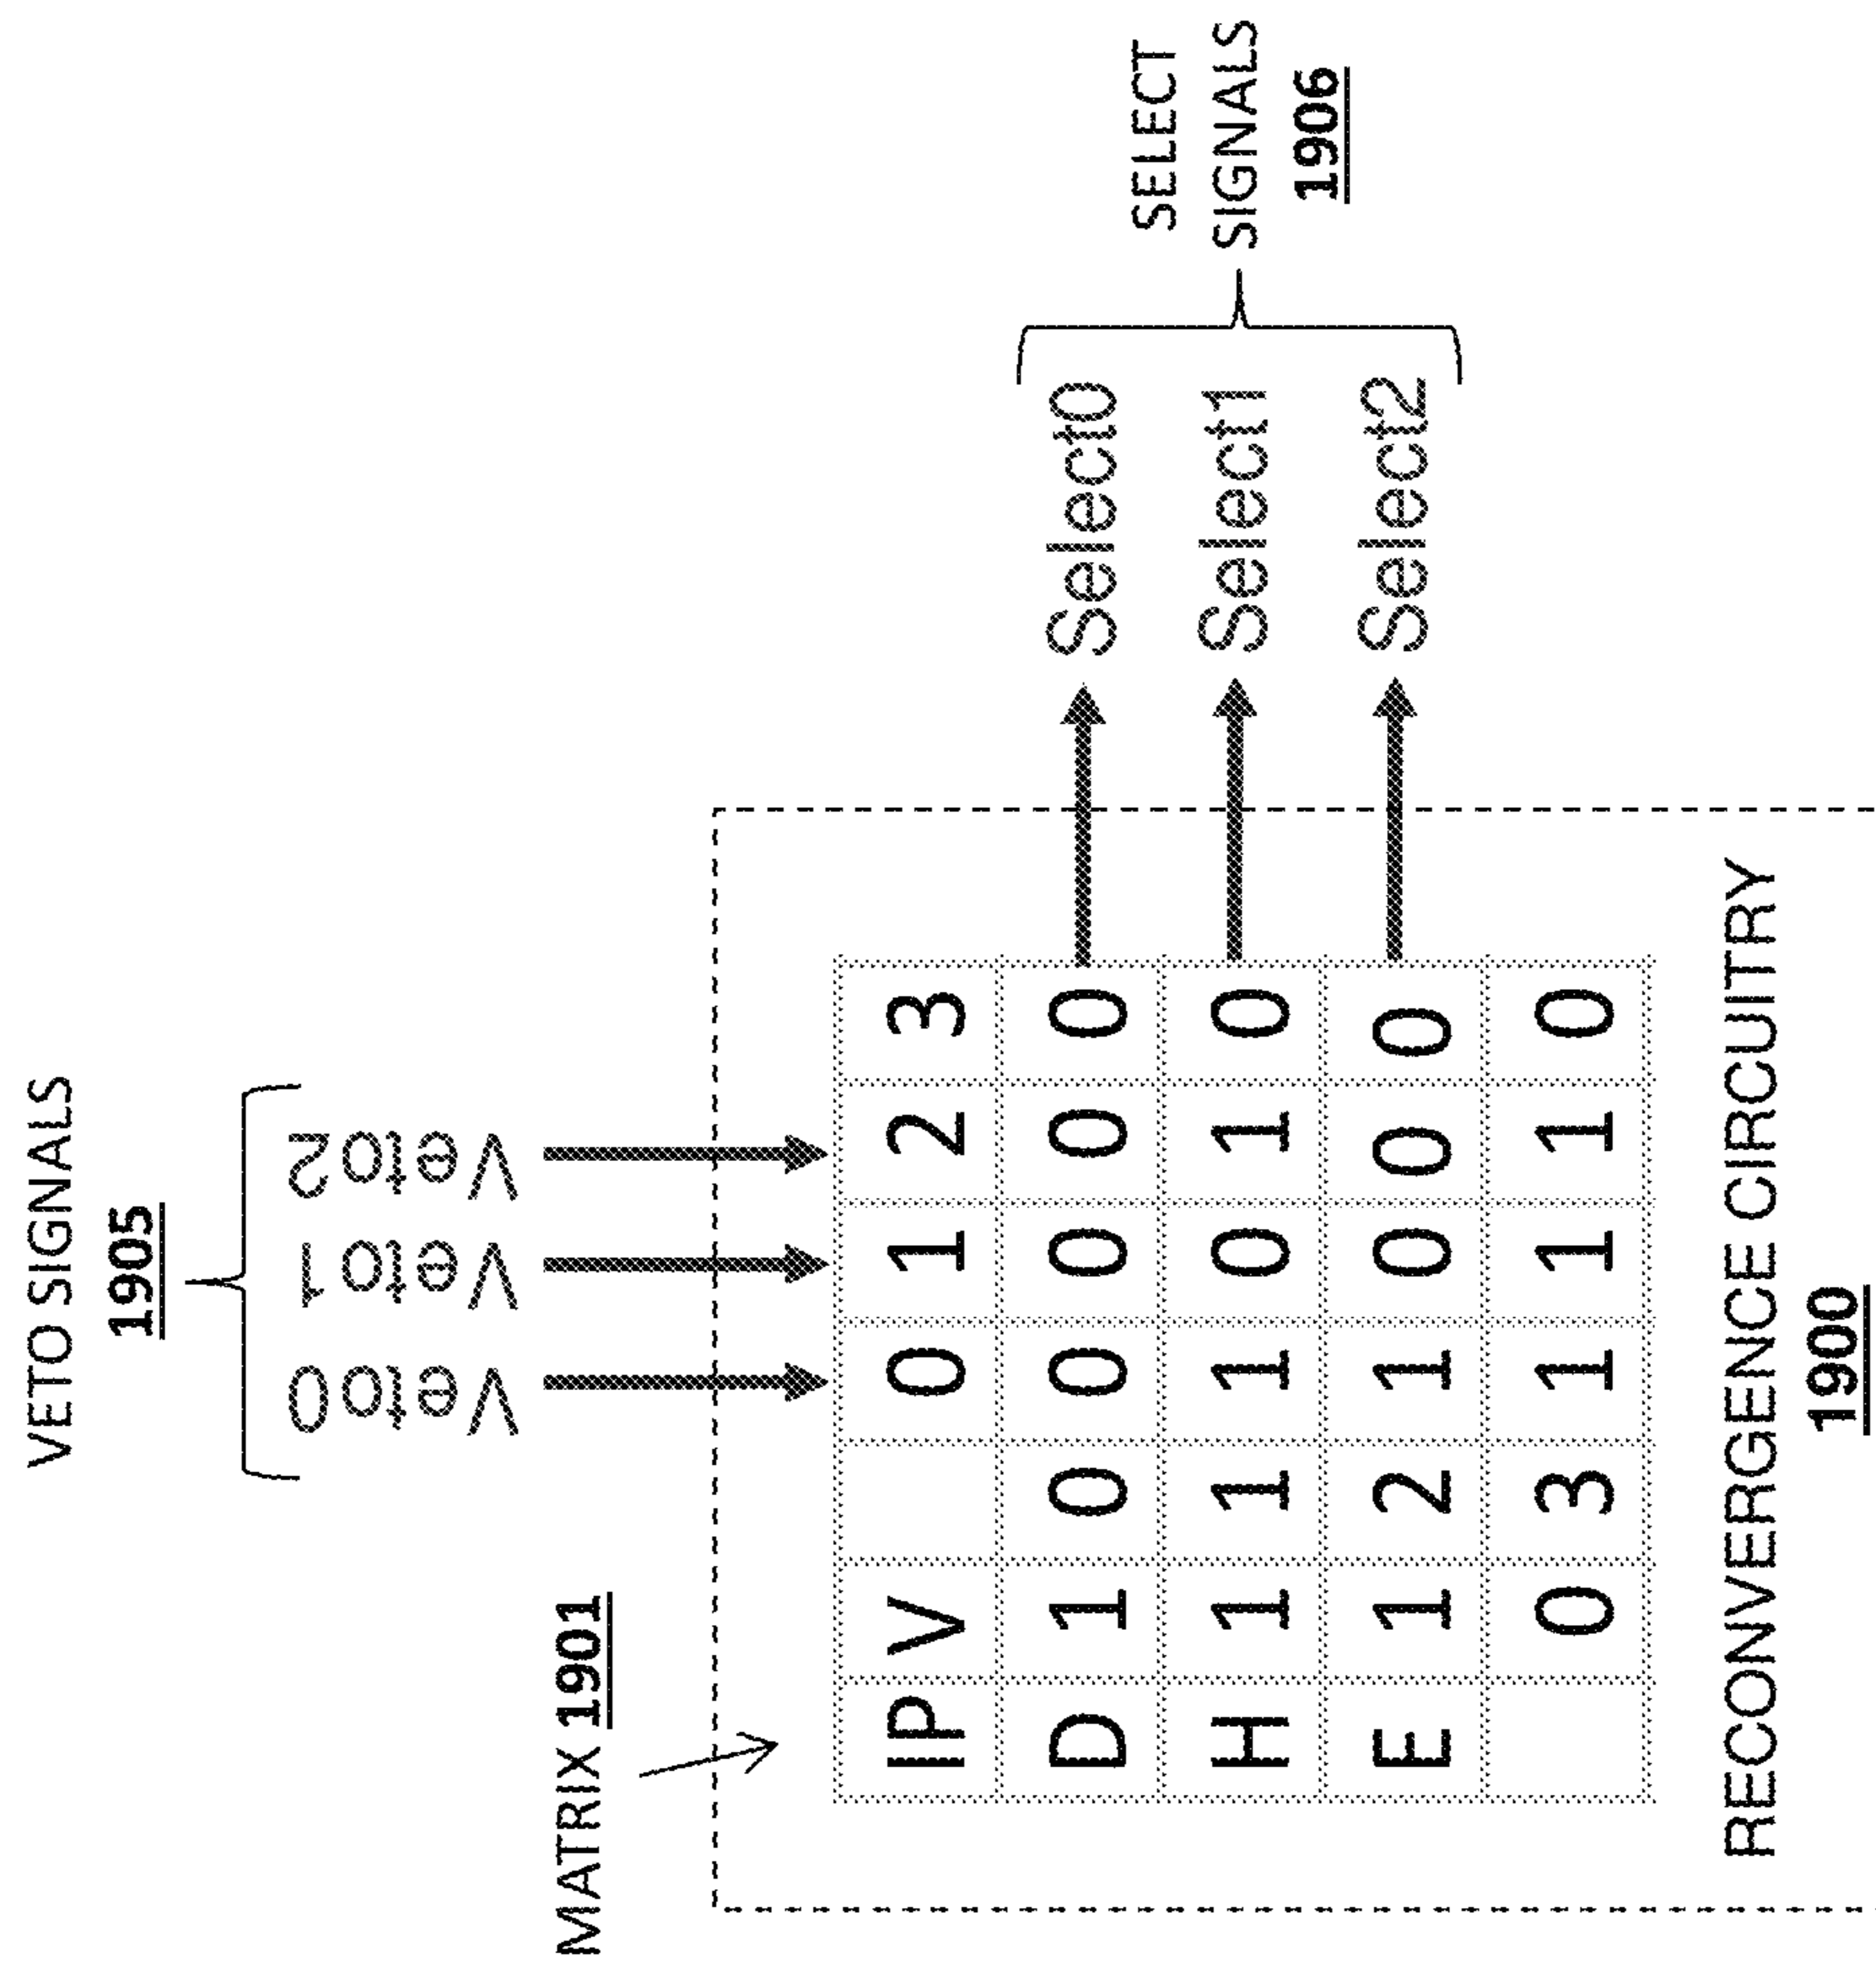 VETO SIGNALS
1905
Veto0
Veto1
Veto2
MATRIX 1901
IP V 0 1 2 3
D 1 0 0 0 0 0
H 1 1 1 0 1 0
E 1 2 1 0 0 0
0 3 1 1 1 0
Select0
Select1
Select2
SELECT
SIGNALS
1906
RECONVERGENCE CIRCUITRY
1900